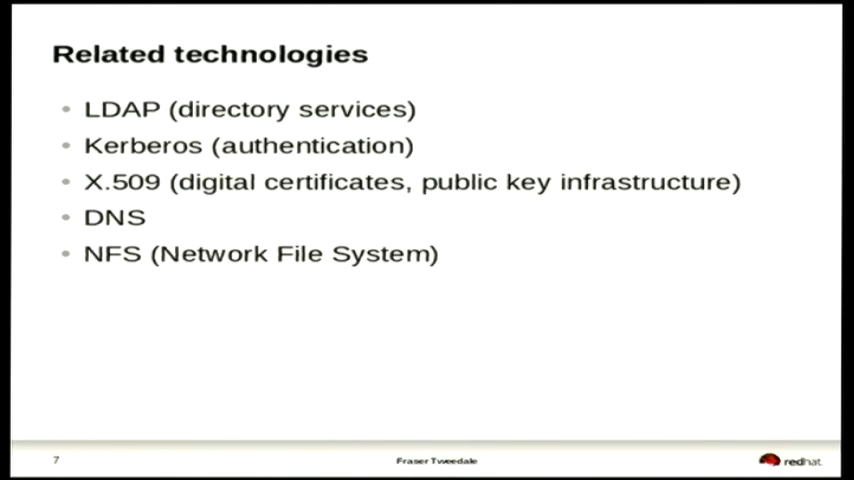 Related technologies
LDAP (directory services)
Kerberos (authentication)
X.509 (digital certificates, public key infrastructure)
DNS
NFS (Network File System)
7
Fraser Tweedale
redhat.